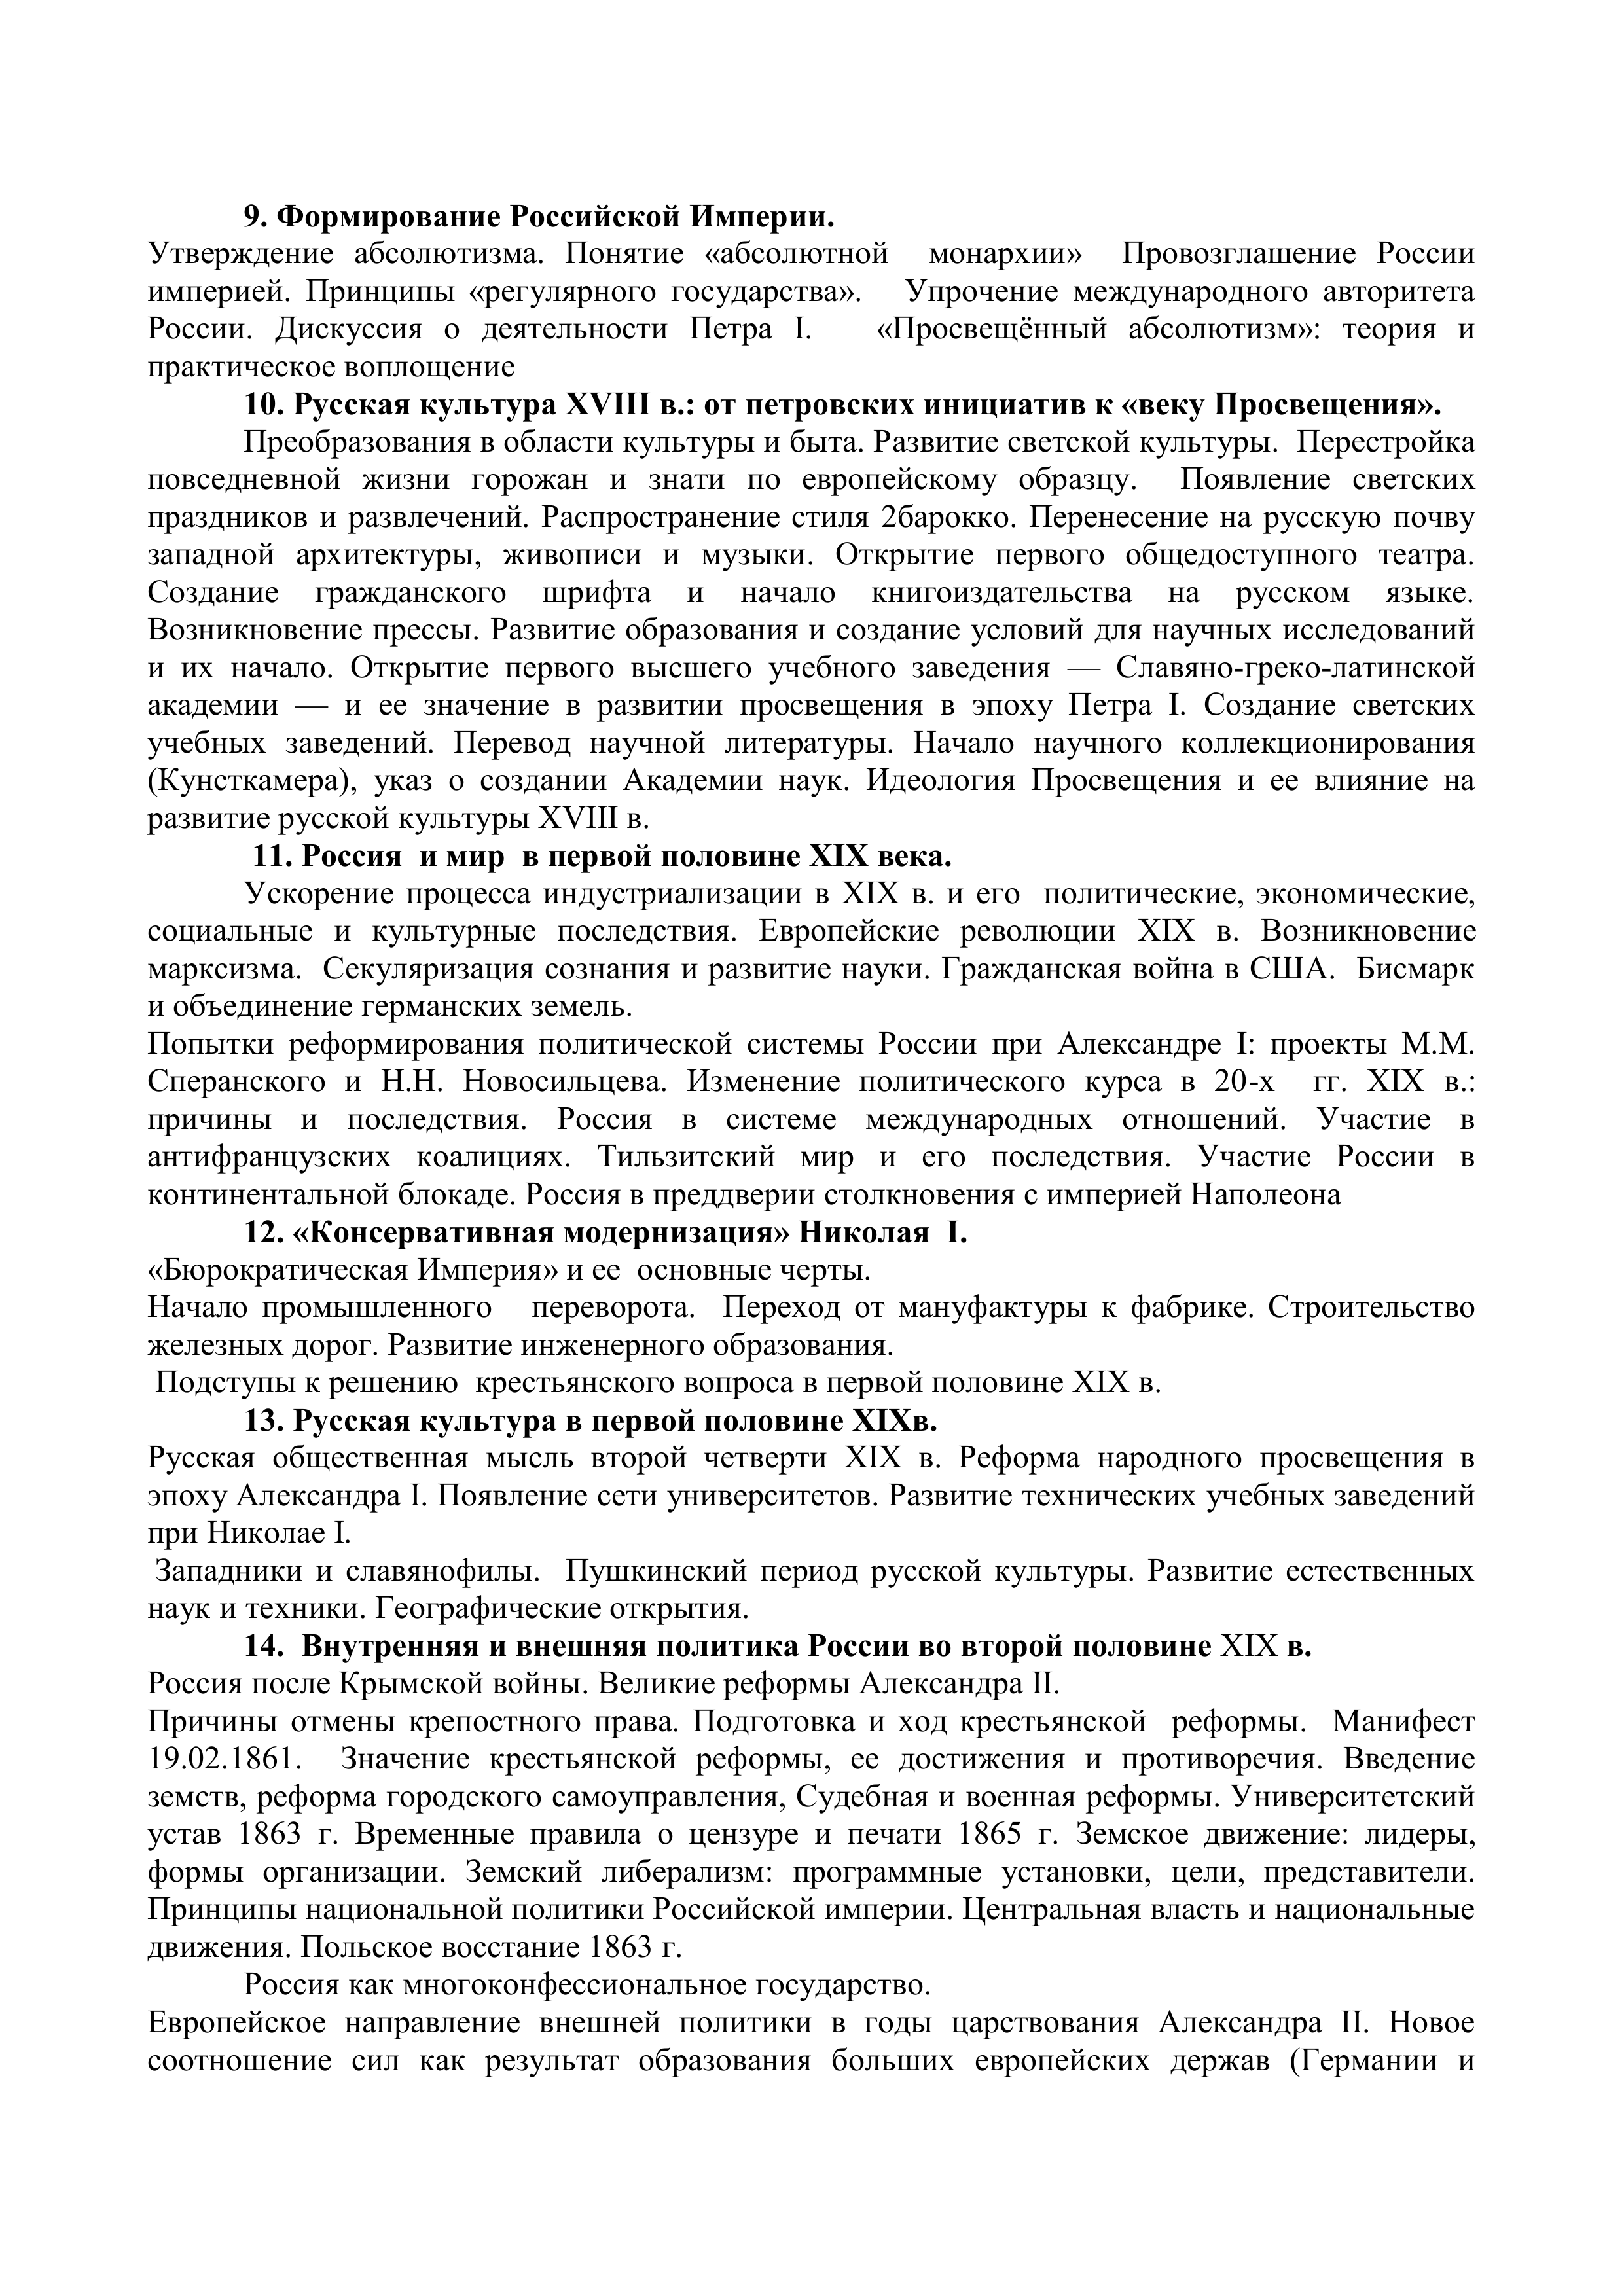 9. Формирование Российской Империи.
Утверждение абсолютизма. Понятие «абсолютной монархии» Провозглашение России
империей. Принципы «регулярного государства». Упрочение международного авторитета
России. Дискуссия о деятельности Петра I. «Просвещённый абсолютизм»: теория и
практическое воплощение
10. Русская культура XVIII в.: от петровских инициатив к «веку Просвещения».
Преобразования в области культуры и быта. Развитие светской культуры. Перестройка
повседневной жизни горожан и знати по европейскому образцу. Появление светских
праздников и развлечений. Распространение стиля 2барокко. Перенесение на русскую почву
западной архитектуры, живописи и музыки. Открытие первого общедоступного театра.
Создание гражданского шрифта и начало книгоиздательства на русском языке.
Возникновение прессы. Развитие образования и создание условий для научных исследований
и их начало. Открытие первого высшего учебного заведения — Славяно-греко-латинской
академии — и ее значение в развитии просвещения в эпоху Петра I. Создание светских
учебных заведений. Перевод научной литературы. Начало научного коллекционирования
(Кунсткамера), указ о создании Академии наук. Идеология Просвещения и ее влияние на
развитие русской культуры XVIII в.
11. Россия и мир в первой половине XIX века.
Ускорение процесса индустриализации в XIX в. и его политические, экономические,
социальные и культурные последствия. Европейские революции XIX в. Возникновение
марксизма. Секуляризация сознания и развитие науки. Гражданская война в США. Бисмарк
и объединение германских земель.
Попытки реформирования политической системы России при Александре I: проекты М.М.
Сперанского и Н.Н. Новосильцева. Изменение политического курса в 20-х гг. XIX в.:
причины и последствия. Россия в системе международных отношений. Участие в
антифранцузских коалициях. Тильзитский мир и его последствия. Участие России в
континентальной блокаде. Россия в преддверии столкновения с империей Наполеона
12. «Консервативная модернизация» Николая I.
«Бюрократическая Империя» и ее основные черты.
Начало промышленного переворота. Переход от мануфактуры к фабрике. Строительство
железных дорог. Развитие инженерного образования.
Подступы к решению крестьянского вопроса в первой половине XIX в.
13. Русская культура в первой половине XIXв.
Русская общественная мысль второй четверти XIX в. Реформа народного просвещения в
эпоху Александра I. Появление сети университетов. Развитие технических учебных заведений
при Николае I.
Западники и славянофилы. Пушкинский период русской культуры. Развитие естественных
наук и техники. Географические открытия.
14. Внутренняя и внешняя политика России во второй половине XIX в.
Россия после Крымской войны. Великие реформы Александра II.
Причины отмены крепостного права. Подготовка и ход крестьянской реформы. Манифест
19.02.1861. Значение крестьянской реформы, ее достижения и противоречия. Введение
земств, реформа городского самоуправления, Судебная и военная реформы. Университетский
устав 1863 г. Временные правила о цензуре и печати 1865 г. Земское движение: лидеры,
формы организации. Земский либерализм: программные установки, цели, представители.
Принципы национальной политики Российской империи. Центральная власть и национальные
движения. Польское восстание 1863 г.
Россия как многоконфессиональное государство.
Европейское направление внешней политики в годы царствования Александра II. Новое
соотношение сил как результат образования больших европейских держав (Германии и